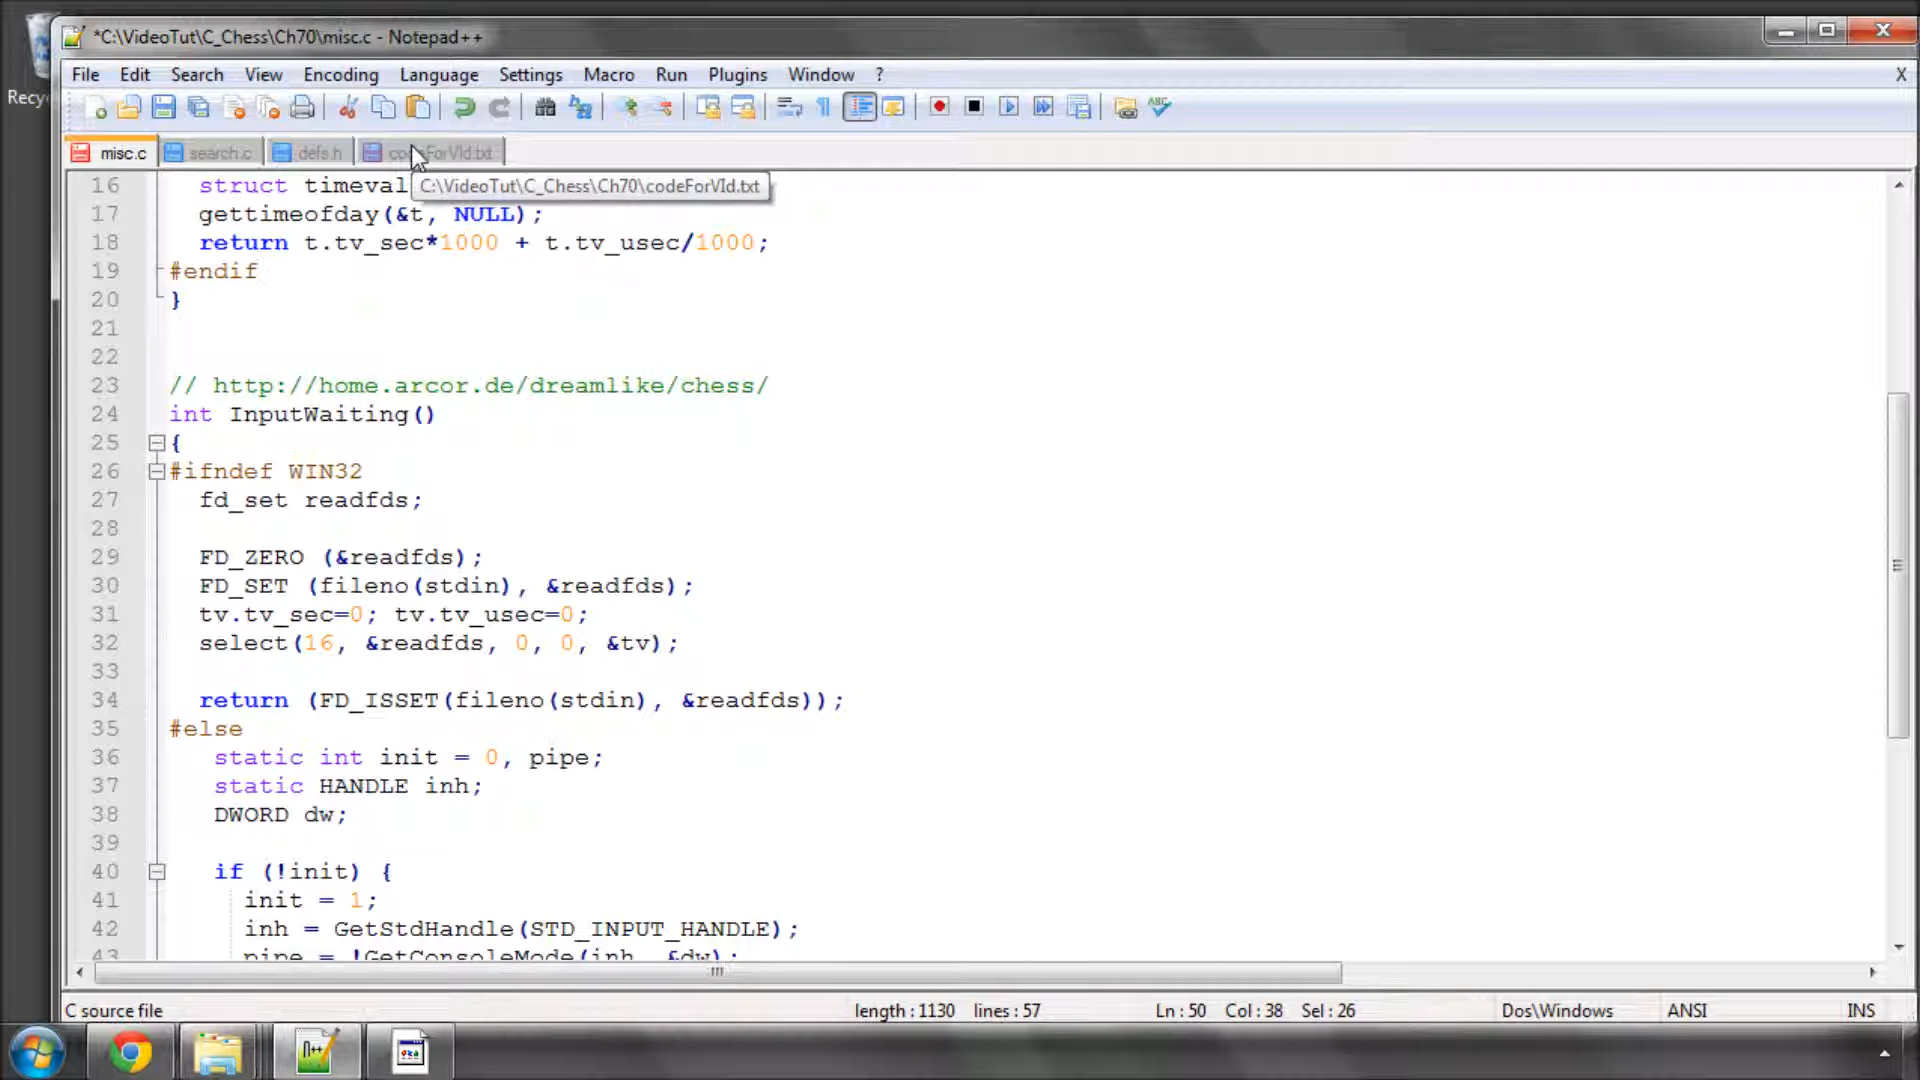 Recy
*C:\VideoTut\C_Chess\Ch70\misc.c - Notepad++
File Edit Search View Encoding Language Settings Macro Run Plugins Window ? X
misc.c search.c defs.h codeForVId.txt
C:\VideoTut\C_Chess\Ch70\codeForVId.txt
16 struct timeval
17 gettimeofday(&t, NULL);
18 return t.tv_sec*1000 + t.tv_usec/1000;
19 #endif
20 }
21
22
23 // http://home.arcor.de/dreamlike/chess/
24 int InputWaiting()
25 {
26 #ifndef WIN32
27 fd_set readfds;
28
29 FD_ZERO (&readfds);
30 FD_SET (fileno(stdin), &readfds);
31 tv.tv_sec=0; tv.tv_usec=0;
32 select(16, &readfds, 0, 0, &tv);
33
34 return (FD_ISSET(fileno(stdin), &readfds));
35 #else
36 static int init = 0, pipe;
37 static HANDLE inh;
38 DWORD dw;
39
40 if (!init) {
41 init = 1;
42 inh = GetStdHandle(STD_INPUT_HANDLE);
43 pipe = !GetConsoleMode(inh, &dw);
C source file length : 1130 lines : 57 Ln : 50 Col : 38 Sel : 26 Dos\Windows ANSI INS